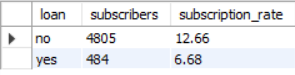 loan subscribers subscription_rate
no 4805 12.66
yes 484 6.68